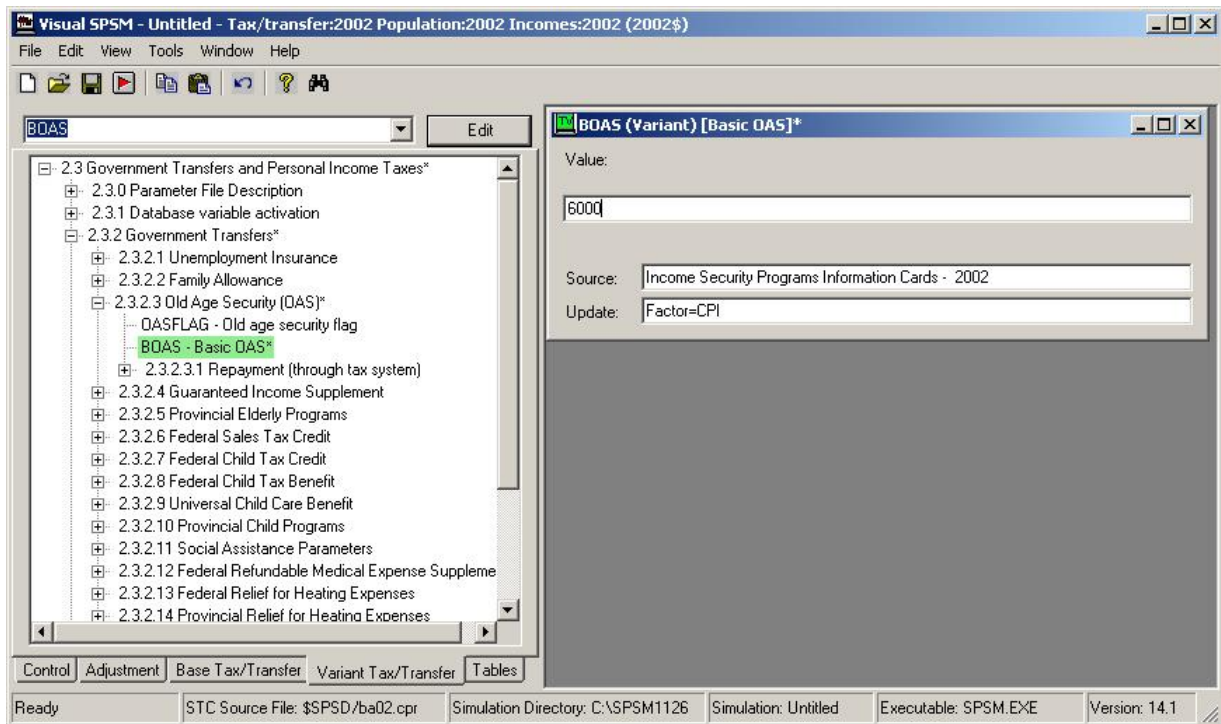 Visual SPSM - Untitled - Tax/transfer:2002 Population:2002 Incomes:2002 (2002$)
File Edit View Tools Window Help
BOAS
Edit
2.3 Government Transfers and Personal Income Taxes*
2.3.0 Parameter File Description
2.3.1 Database variable activation
2.3.2 Government Transfers*
2.3.2.1 Unemployment Insurance
2.3.2.2 Family Allowance
2.3.2.3 Old Age Security (OAS)*
OASFLAG - Old age security flag
BOAS - Basic OAS*
2.3.2.3.1 Repayment (through tax system)
2.3.2.4 Guaranteed Income Supplement
2.3.2.5 Provincial Elderly Programs
2.3.2.6 Federal Sales Tax Credit
2.3.2.7 Federal Child Tax Credit
2.3.2.8 Federal Child Tax Benefit
2.3.2.9 Universal Child Care Benefit
2.3.2.10 Provincial Child Programs
2.3.2.11 Social Assistance Parameters
2.3.2.12 Federal Refundable Medical Expense Suppleme
2.3.2.13 Federal Relief for Heating Expenses
2.3.2.14 Provincial Relief for Heating Expenses
Control Adjustment Base Tax/Transfer Variant Tax/Transfer Tables
TV BOAS (Variant) [Basic OAS]*
Value:
6000
Source: Income Security Programs Information Cards - 2002
Update: Factor=CPI
Ready STC Source File: $SPSD/ba02.cpr Simulation Directory: C:\SPSM1126 Simulation: Untitled Executable: SPSM.EXE Version: 14.1